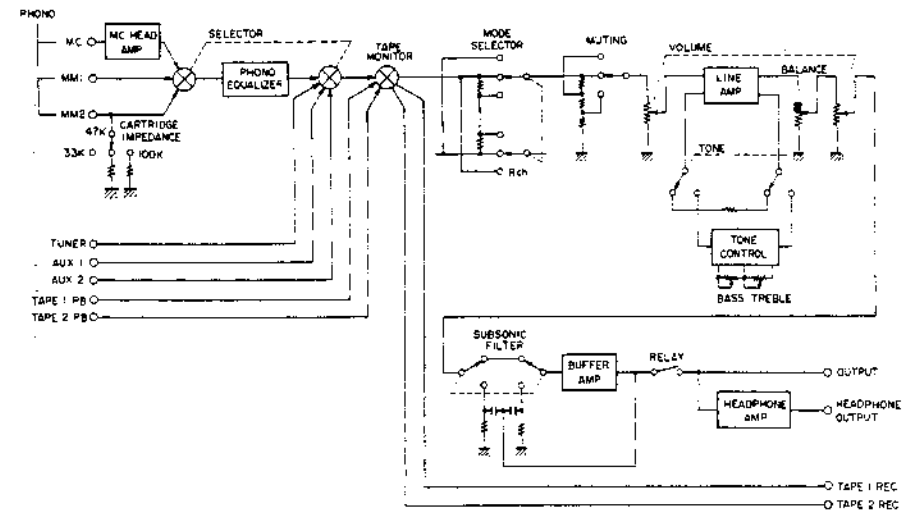 PHONO
MC
MC HEAD
AMP
SELECTOR
MM1
MM2
PHONO
EQUALIZER
TAPE
MONITOR
47K
CARTRIDGE
IMPEDANCE
33K
100K
MODE
SELECTOR
Rch
MUTING
VOLUME
LINE
AMP
BALANCE
TONE
TONE
CONTROL
BASS TREBLE
TUNER
AUX 1
AUX 2
TAPE 1 PB
TAPE 2 PB
SUBSONIC
FILTER
BUFFER
AMP
RELAY
OUTPUT
HEADPHONE
AMP
HEADPHONE
OUTPUT
TAPE 1 REC
TAPE 2 REC